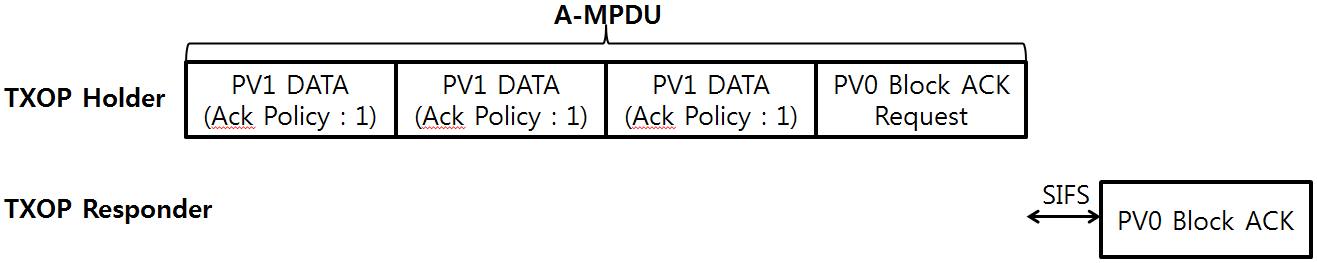 A-MPDU
TXOP Holder
PV1 DATA
(Ack Policy : 1)
PV1 DATA
(Ack Policy : 1)
PV1 DATA
(Ack Policy : 1)
PV0 Block ACK
Request
TXOP Responder
SIFS
PV0 Block ACK